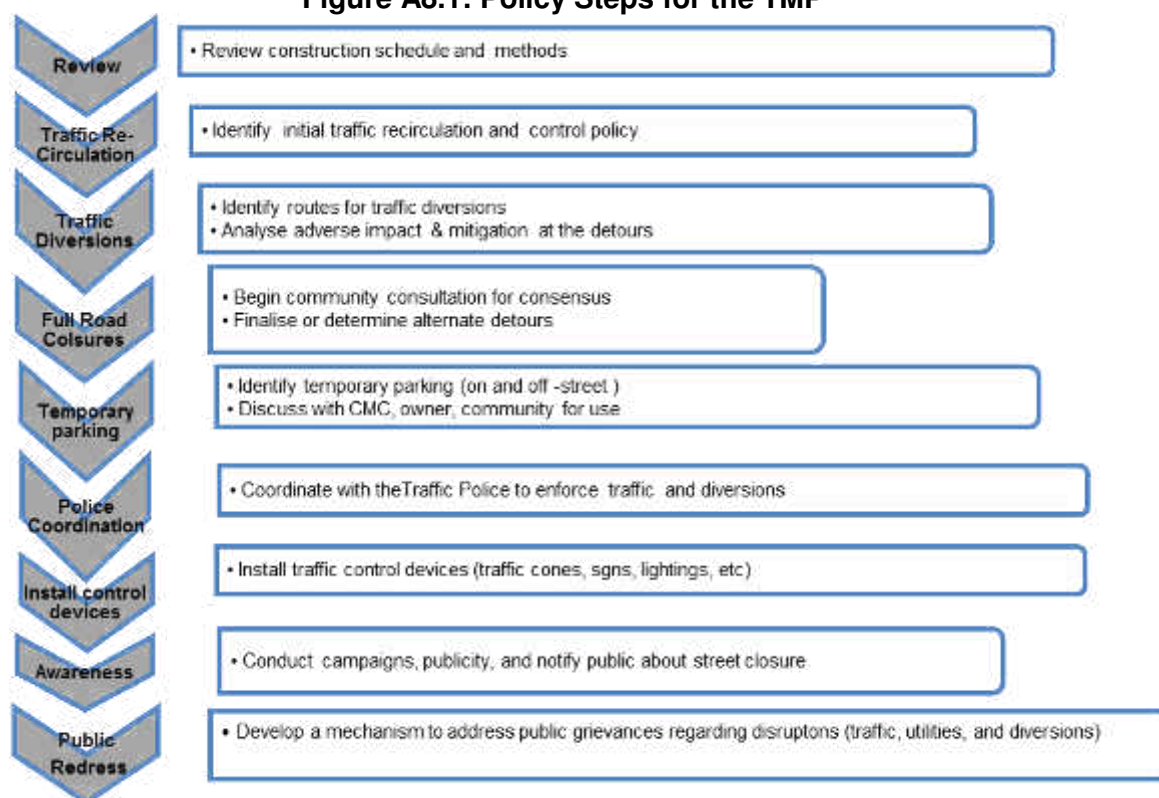 Figure A8.1: Policy Steps for the TMP
Review
• Review construction schedule and methods
Traffic Re-
Circulation
• Identify initial traffic recirculation and control policy
Traffic
Diversions
• Identify routes for traffic diversions
• Analyse adverse impact & mitigation at the detours
Full Road
Colsures
• Begin community consultation for consensus
• Finalise or determine alternate detours
Temporary
parking
• Identify temporary parking (on and off -street )
• Discuss with CMC, owner, community for use
Police
Coordination
• Coordinate with theTraffic Police to enforce traffic and diversions
Install control
devices
• Install traffic control devices (traffic cones, sgns, lightings, etc)
Awareness
• Conduct campaigns, publicity, and notify public about street closure
Public
Redress
• Develop a mechanism to address public grievances regarding disruptons (traffic, utilities, and diversions)